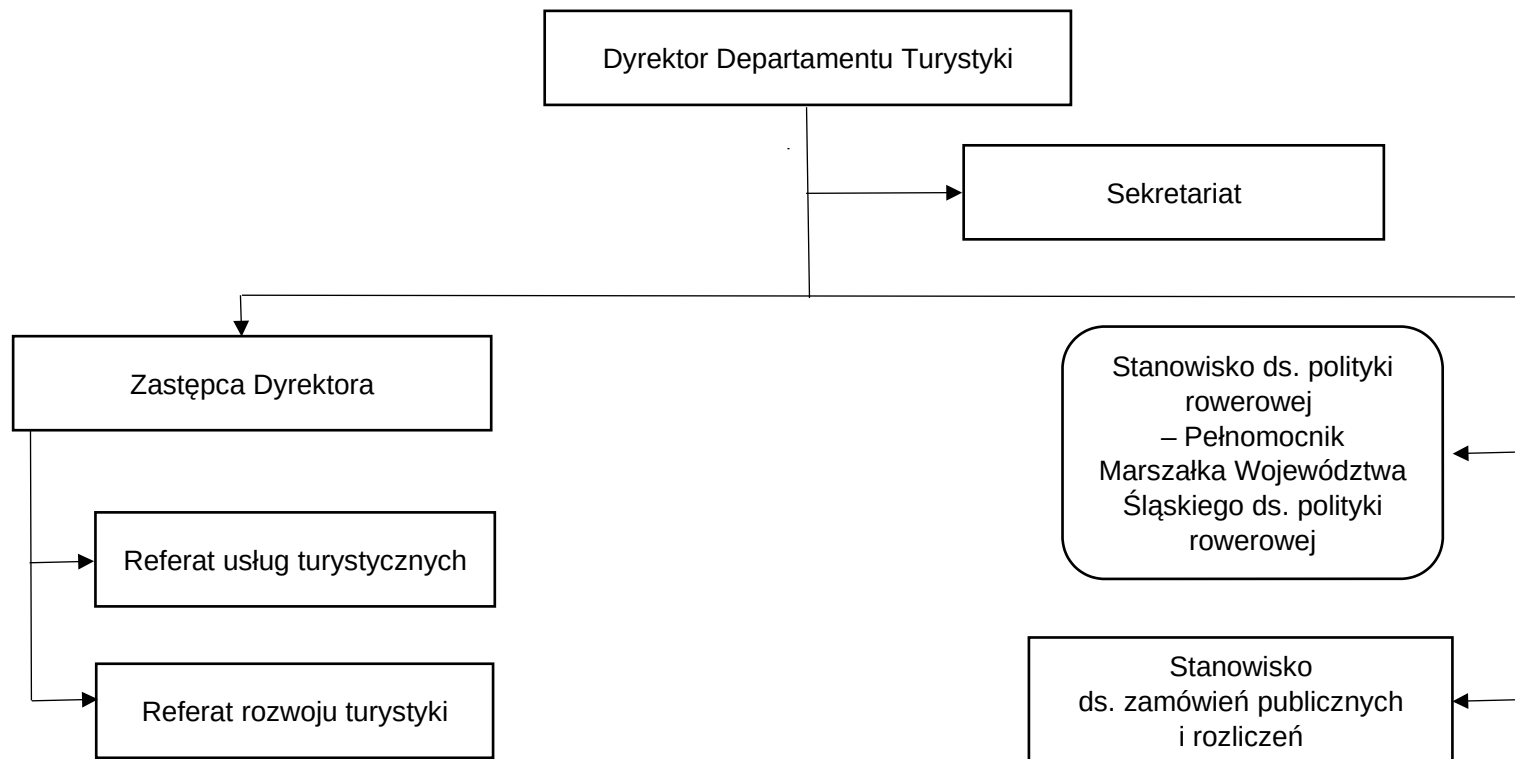 Dyrektor Departamentu Turystyki
Sekretariat
Zastępca Dyrektora
Stanowisko ds. polityki
rowerowej
– Pełnomocnik
Marszałka Województwa
Śląskiego ds. polityki
rowerowej
Referat usług turystycznych
Referat rozwoju turystyki
Stanowisko
ds. zamówień publicznych
i rozliczeń